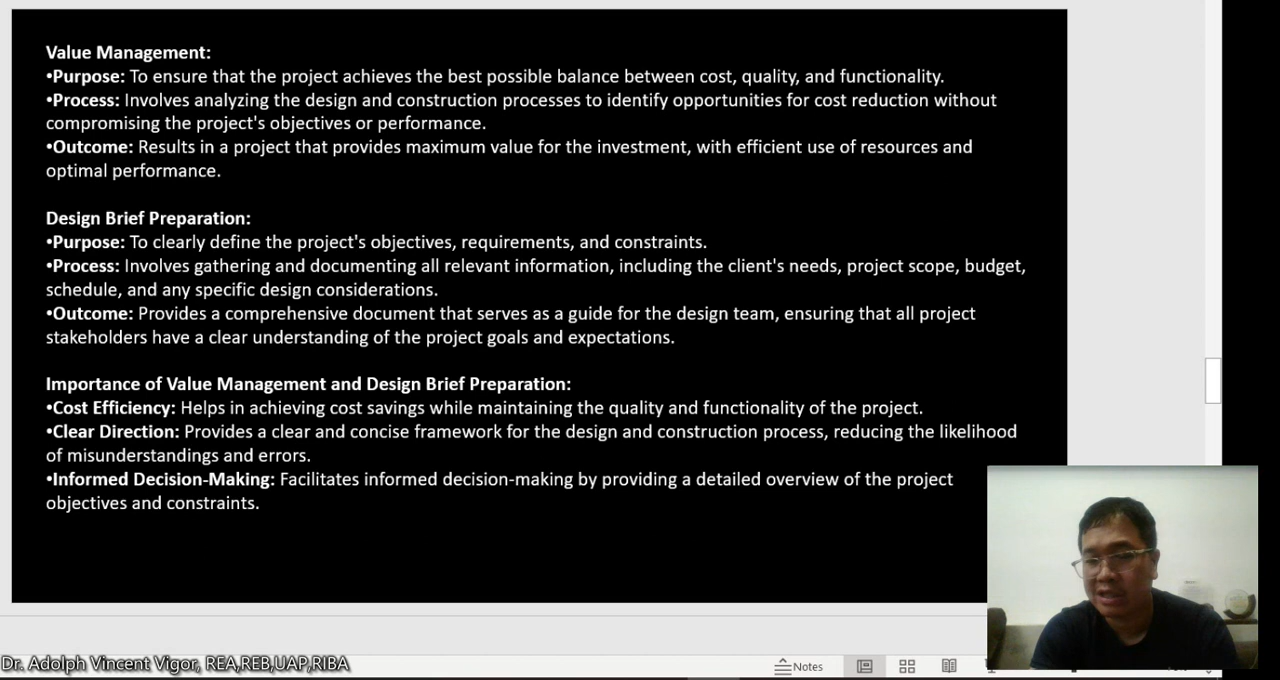 Value Management:
•Purpose: To ensure that the project achieves the best possible balance between cost, quality, and functionality.
•Process: Involves analyzing the design and construction processes to identify opportunities for cost reduction without
compromising the project's objectives or performance.
•Outcome: Results in a project that provides maximum value for the investment, with efficient use of resources and
optimal performance.
Design Brief Preparation:
•Purpose: To clearly define the project's objectives, requirements, and constraints.
•Process: Involves gathering and documenting all relevant information, including the client's needs, project scope, budget,
schedule, and any specific design considerations.
•Outcome: Provides a comprehensive document that serves as a guide for the design team, ensuring that all project
stakeholders have a clear understanding of the project goals and expectations.
Importance of Value Management and Design Brief Preparation:
•Cost Efficiency: Helps in achieving cost savings while maintaining the quality and functionality of the project.
•Clear Direction: Provides a clear and concise framework for the design and construction process, reducing the likelihood
of misunderstandings and errors.
•Informed Decision-Making: Facilitates informed decision-making by providing a detailed overview of the project
objectives and constraints.
Dr. Adolph Vincent Vigor, REA,REB,UAP,RIBA
Notes